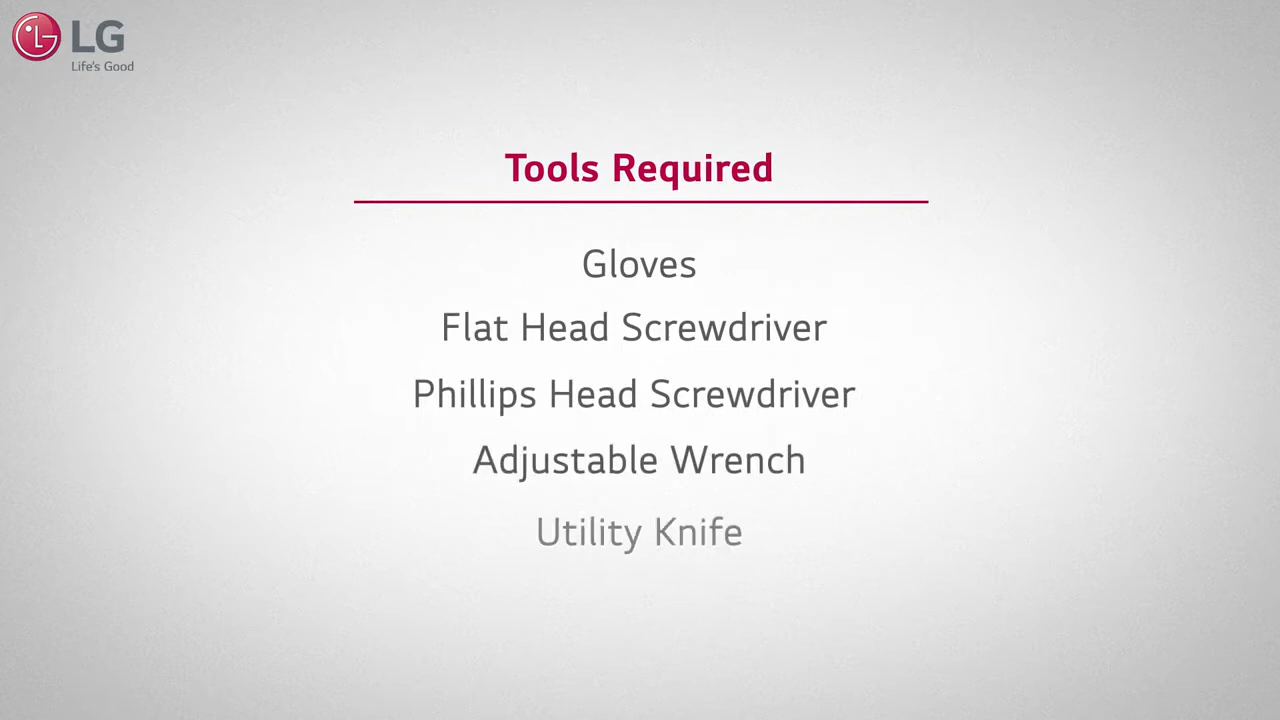 LG
Life's Good
Tools Required
Gloves
Flat Head Screwdriver
Phillips Head Screwdriver
Adjustable Wrench
Utility Knife